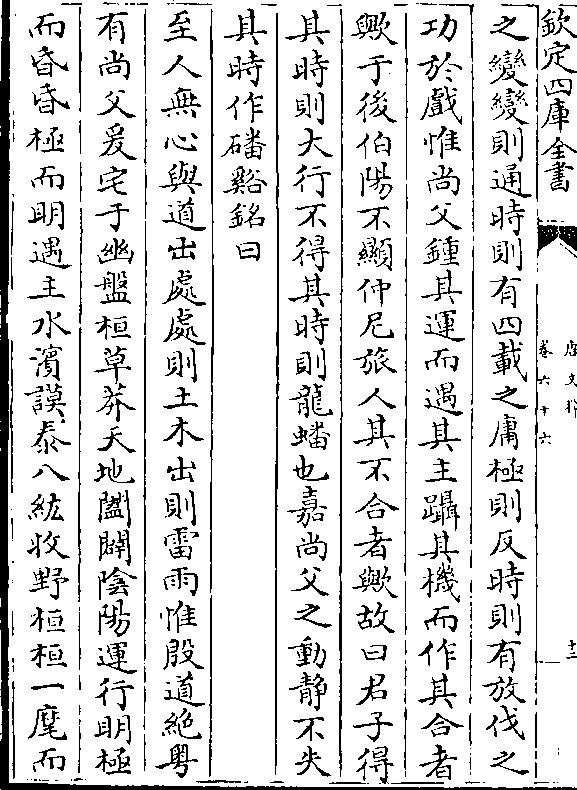 欽定四庫全書
唐文粹
卷六十六
十三
之變變則通時則有四載之庸極則反時則有放伐之
功於戲惟尚父鍾其運而遇其主躡其機而作其合者
歟于後伯陽不顯仲尼旅人其不合者歟故曰君子得
其時則大行不得其時則龍蟠也嘉尚父之動静不失
其時作磻谿銘曰
至人無心與道出處處則土木出則雷雨惟殷道絶粤
有尚父爰宅于幽盤桓草莽天地闔闢陰陽運行明極
而昏昏極而明遇主水濱謨泰八紘收野桓桓一麾而